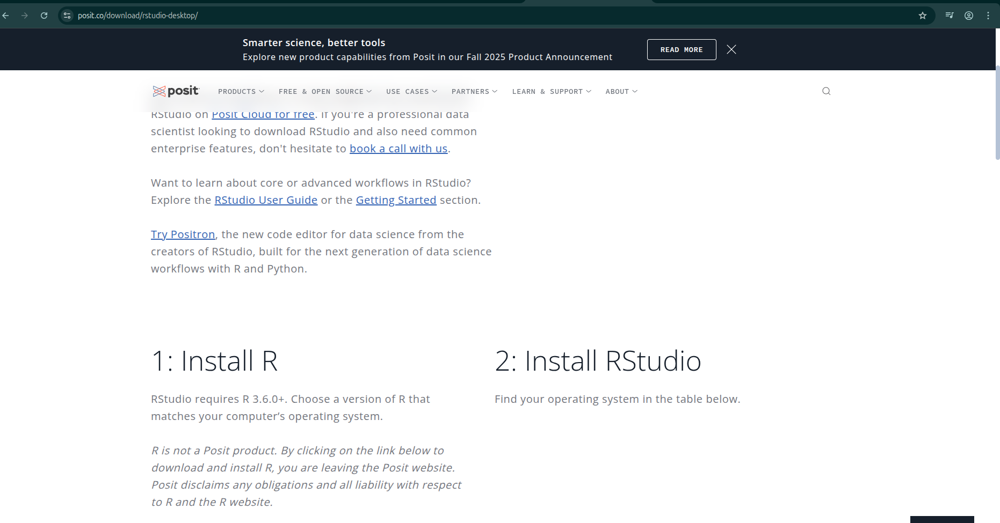 posit.co/download/rstudio-desktop/
Smarter science, better tools
Explore new product capabilities from Posit in our Fall 2025 Product Announcement
READ MORE
posit
PRODUCTS
FREE & OPEN SOURCE
USE CASES
PARTNERS
LEARN & SUPPORT
ABOUT
RStudio on Posit Cloud for free. If you're a professional data
scientist looking to download RStudio and also need common
enterprise features, don't hesitate to book a call with us.
Want to learn about core or advanced workflows in RStudio?
Explore the RStudio User Guide or the Getting Started section.
Try Positron, the new code editor for data science from the
creators of RStudio, built for the next generation of data science
workflows with R and Python.
1: Install R
RStudio requires R 3.6.0+. Choose a version of R that
matches your computer’s operating system.
R is not a Posit product. By clicking on the link below to
download and install R, you are leaving the Posit website.
Posit disclaims any obligations and all liability with respect
to R and the R website.
2: Install RStudio
Find your operating system in the table below.